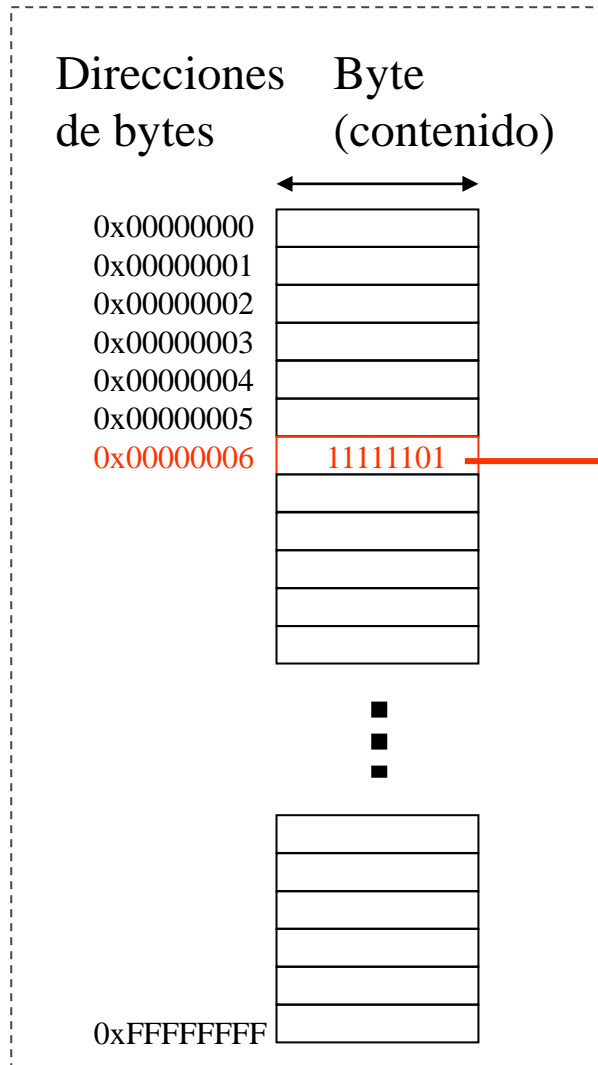 Direcciones Byte
de bytes (contenido)
0x00000000
0x00000001
0x00000002
0x00000003
0x00000004
0x00000005
0x00000006 11111101
0xFFFFFFFF